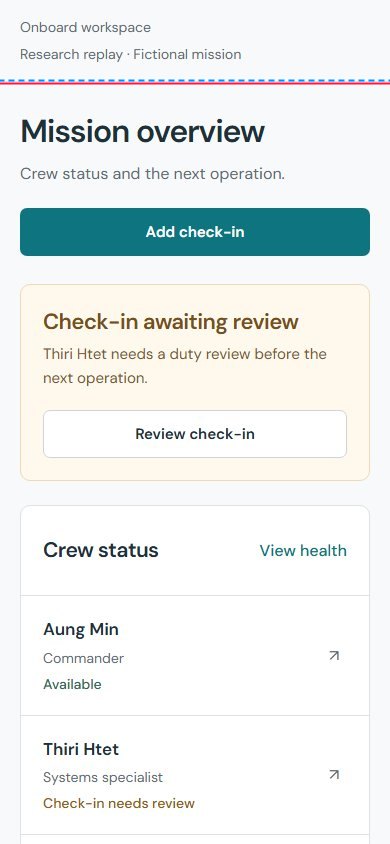 Onboard workspace
Research replay · Fictional mission
Mission overview
Crew status and the next operation.
Add check-in
Check-in awaiting review
Thiri Htet needs a duty review before the
next operation.
Review check-in
Crew status
View health
Aung Min
Commander
Available
Thiri Htet
Systems specialist
Check-in needs review